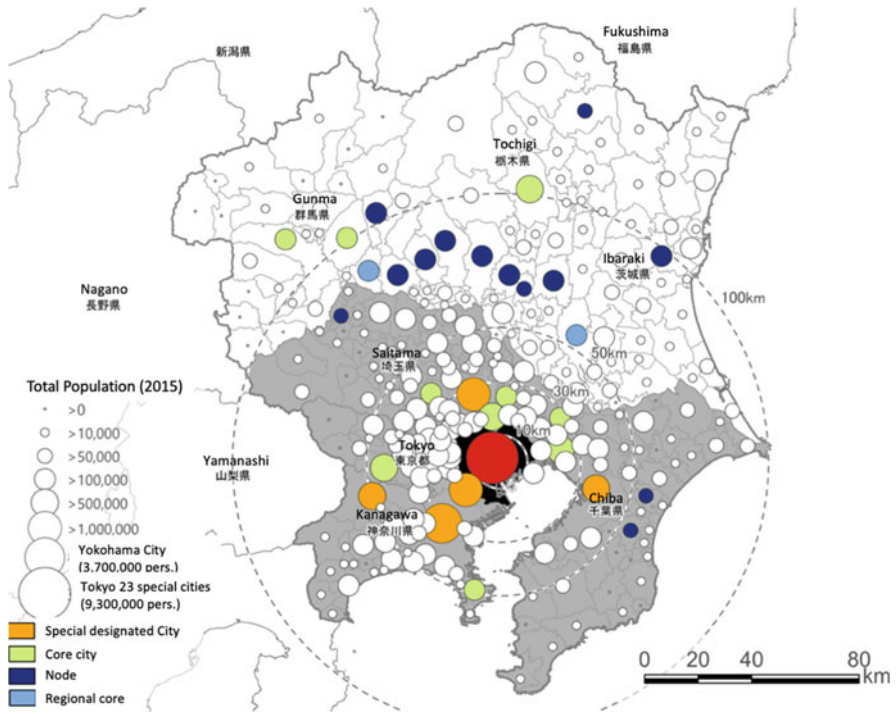 Fukushima
福島県
新潟県
Tochigi
栃木県
Gunma
群馬県
Ibaraki
茨城県
Nagano
長野県
100km
50km
Saitama
埼玉県
30km
Total Population (2015)
>0
>10,000
>50,000
>100,000
>500,000
>1,000,000
Yokohama City
(3,700,000 pers.)
Tokyo 23 special cities
(9,300,000 pers.)
10km
Tokyo
東京都
Yamanashi
山梨県
Chiba
千葉県
Kanagawa
神奈川県
Special designated City
Core city
Node
Regional core
0 20 40 80
km